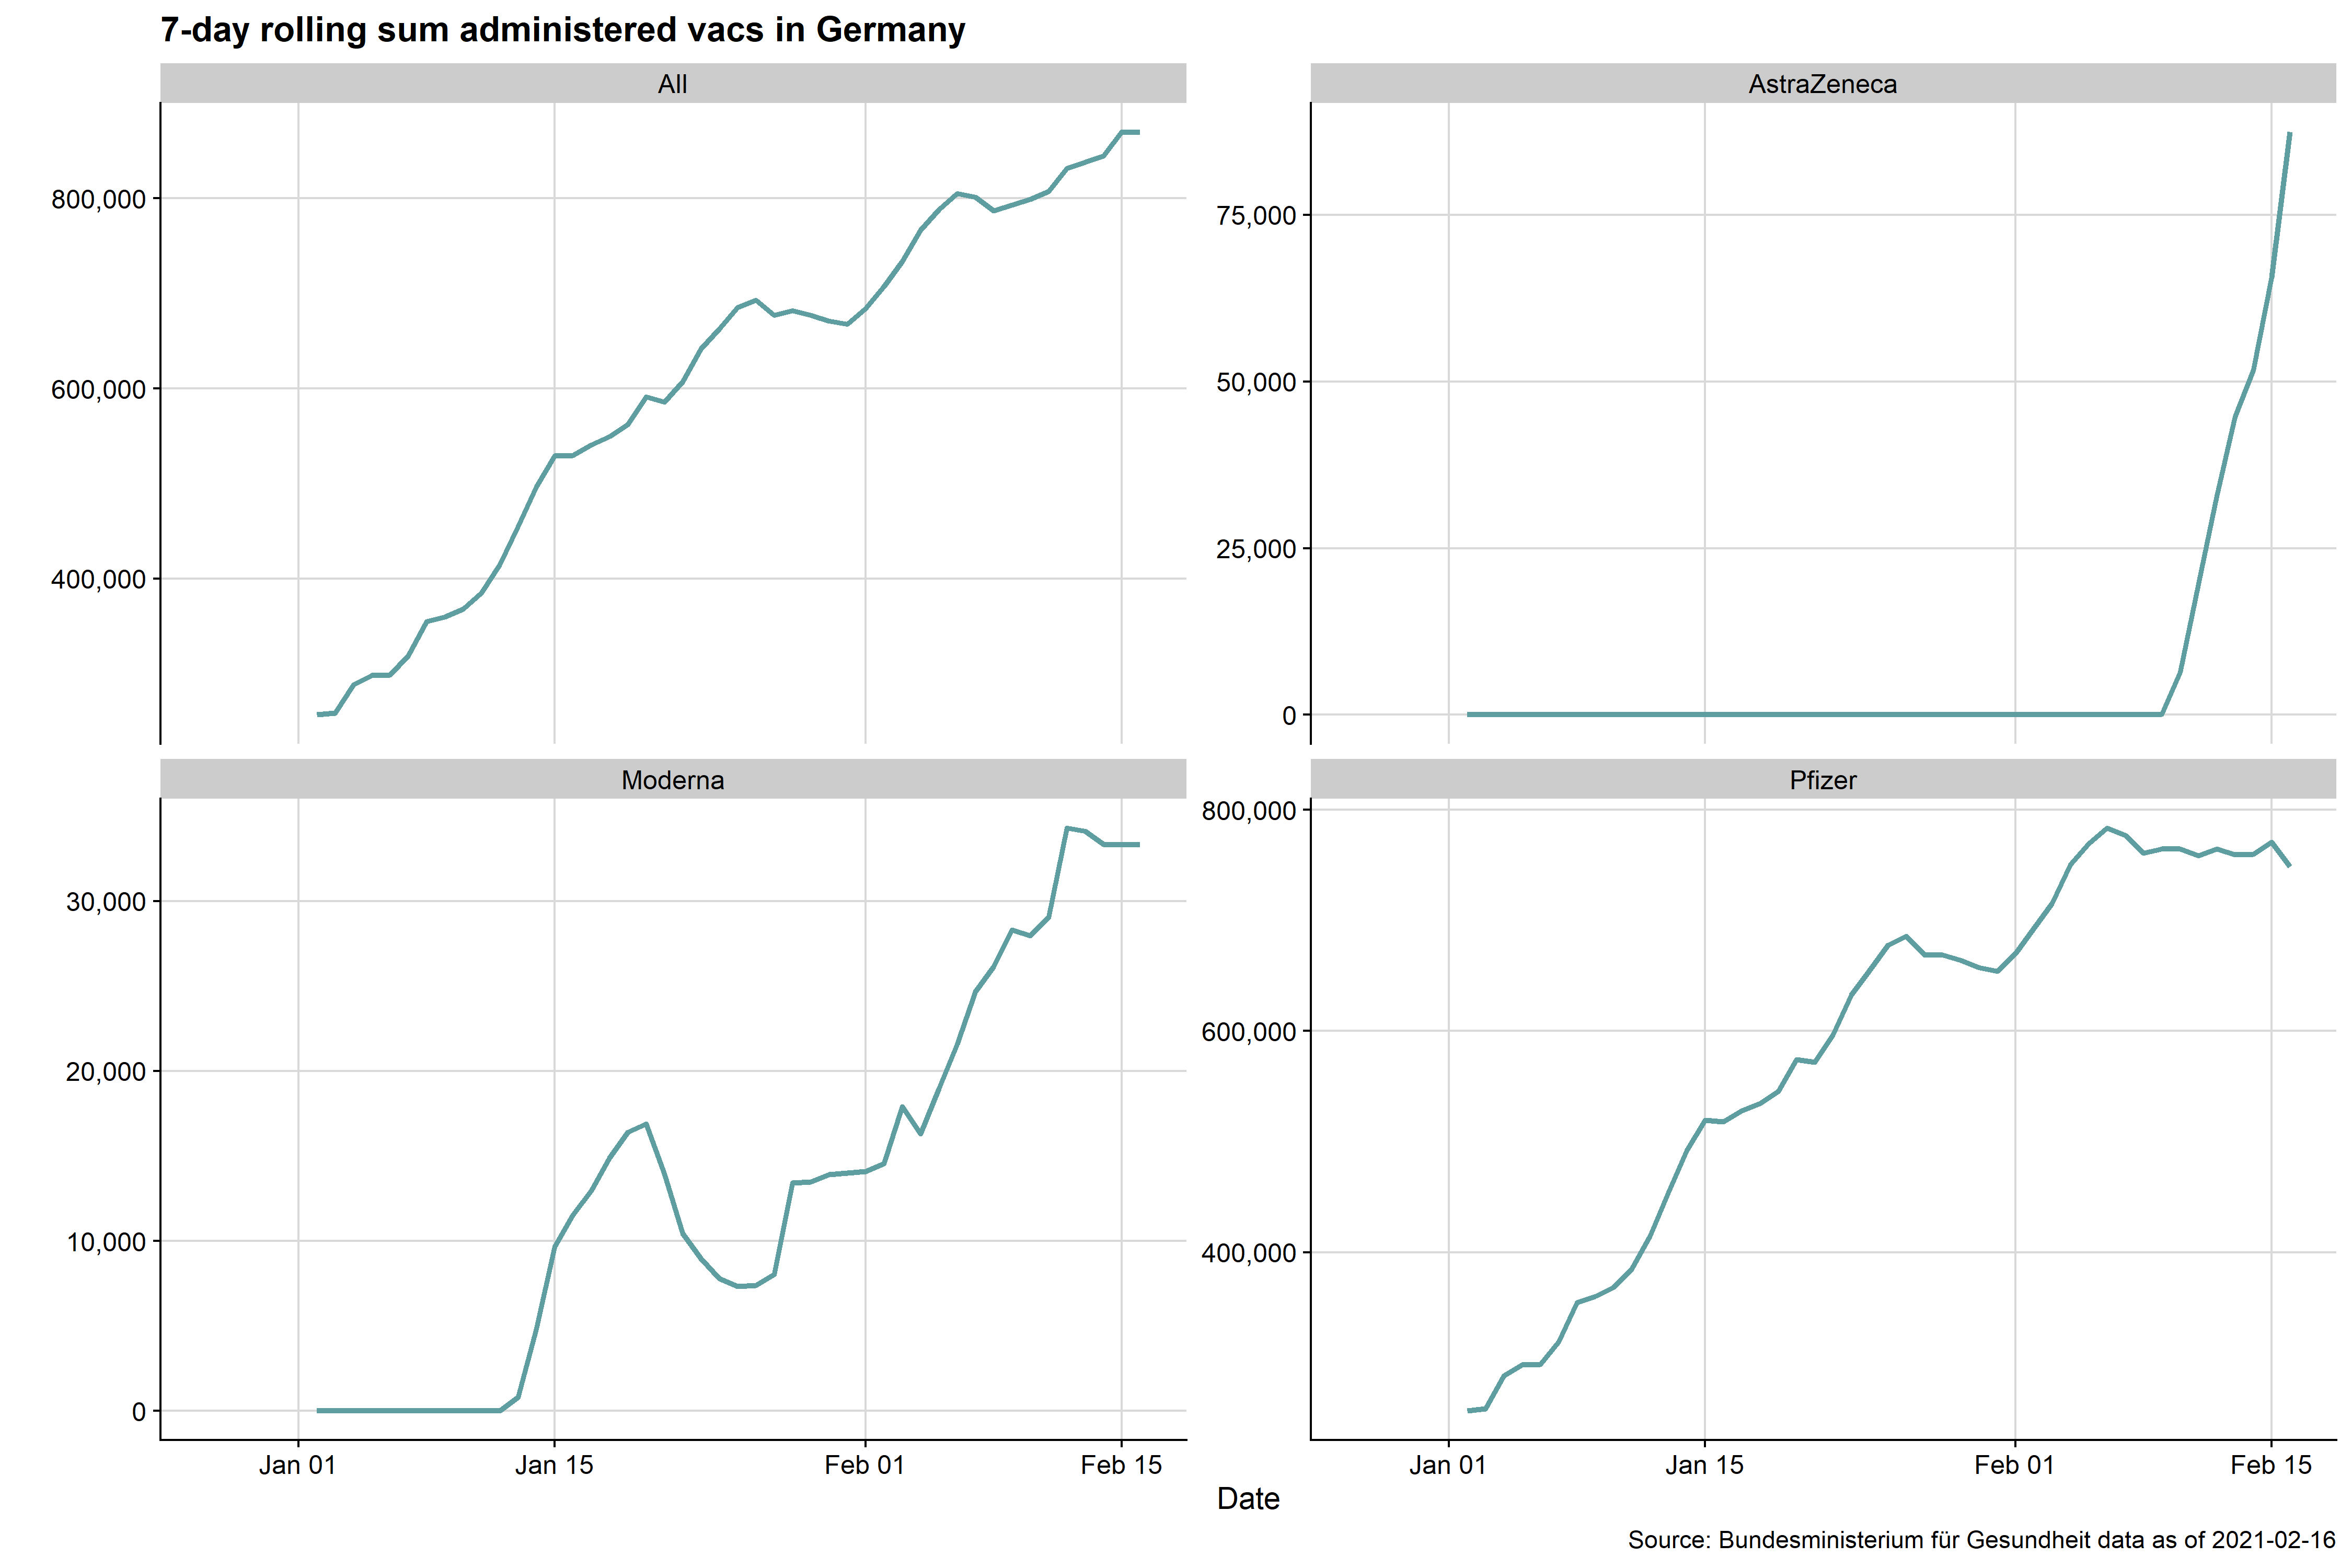 7-day rolling sum administered vacs in Germany
All
AstraZeneca
800,000
600,000
400,000
75,000
50,000
25,000
0
Moderna
Pfizer
30,000
20,000
10,000
0
800,000
600,000
400,000
Jan 01
Jan 15
Feb 01
Feb 15
Jan 01
Jan 15
Feb 01
Feb 15
Date
Source: Bundesministerium für Gesundheit data as of 2021-02-16